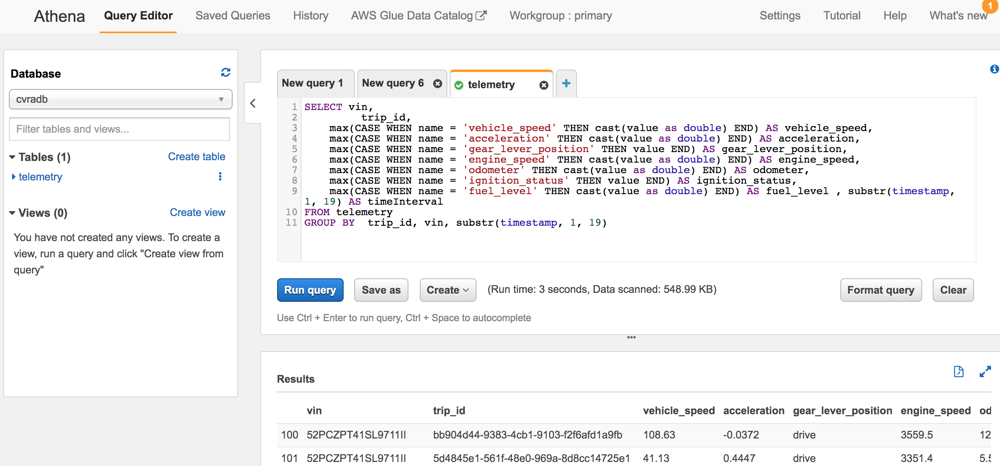 Athena Query Editor Saved Queries History AWS Glue Data Catalog Workgroup : primary Settings Tutorial Help What's new 1
Database
cvradb
Filter tables and views...
Tables (1) Create table
telemetry
Views (0) Create view
You have not created any views. To create a
view, run a query and click "Create view from
query"
New query 1 New query 6 telemetry
1 SELECT vin,
2 trip_id,
3 max(CASE WHEN name = 'vehicle_speed' THEN cast(value as double) END) AS vehicle_speed,
4 max(CASE WHEN name = 'acceleration' THEN cast(value as double) END) AS acceleration,
5 max(CASE WHEN name = 'gear_lever_position' THEN value END) AS gear_lever_position,
6 max(CASE WHEN name = 'engine_speed' THEN cast(value as double) END) AS engine_speed,
7 max(CASE WHEN name = 'odometer' THEN cast(value as double) END) AS odometer,
8 max(CASE WHEN name = 'ignition_status' THEN value END) AS ignition_status,
9 max(CASE WHEN name = 'fuel_level' THEN cast(value as double) END) AS fuel_level , substr(timestamp,
1, 19) AS timeInterval
10 FROM telemetry
11 GROUP BY trip_id, vin, substr(timestamp, 1, 19)
Run query Save as Create (Run time: 3 seconds, Data scanned: 548.99 KB) Format query Clear
Use Ctrl + Enter to run query, Ctrl + Space to autocomplete
Results
vin trip_id vehicle_speed acceleration gear_lever_position engine_speed od
100 52PCZPT41SL9711II bb904d44-9383-4cb1-9103-f2f6afd1a9fb 108.63 -0.0372 drive 3559.5 12
101 52PCZPT41SL9711II 5d4845e1-561f-48e0-969a-8d8cc14725e1 41.13 0.4447 drive 3351.4 5.5